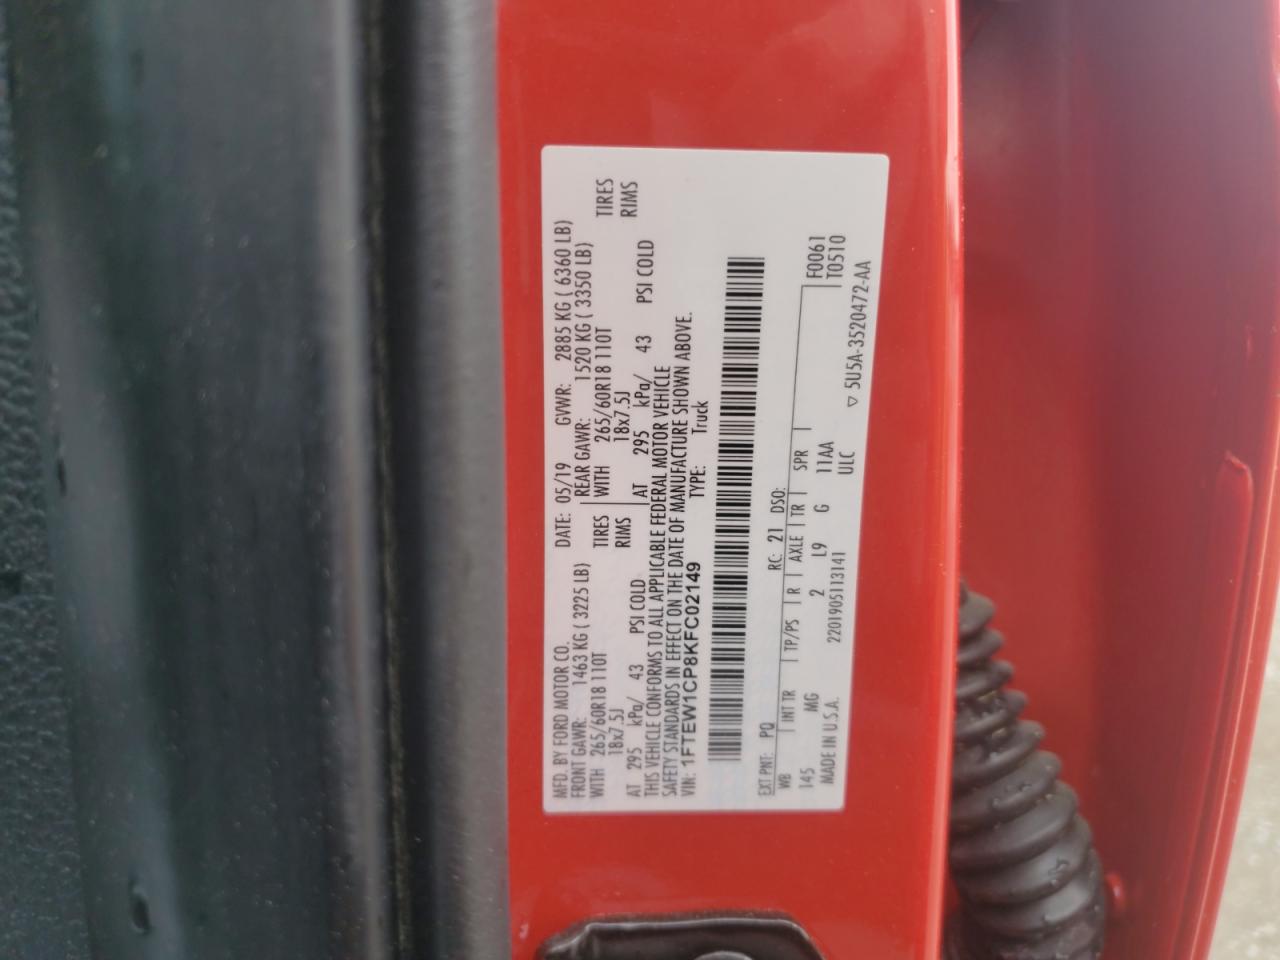 MFD. BY FORD MOTOR CO.
DATE: 05/19 GVWR: 2885 KG ( 6360 LB)
FRONT GAWR: 1463 KG ( 3225 LB) REAR GAWR: 1520 KG ( 3350 LB)
WITH 265/60R18 110T TIRES WITH 265/60R18 110T TIRES
18x7.5J RIMS 18x7.5J RIMS
AT 295 kPa/ 43 PSI COLD AT 295 kPa/ 43 PSI COLD
THIS VEHICLE CONFORMS TO ALL APPLICABLE FEDERAL MOTOR VEHICLE
SAFETY STANDARDS IN EFFECT ON THE DATE OF MANUFACTURE SHOWN ABOVE.
VIN: 1FTEW1CP8KFC02149 TYPE: Truck
EXT PNT: PQ RC: 21 DSO:
WB INT TR TP/PS R AXLE TR SPR F0061
145 MG 2 L9 G 11AA T0510
ULC
MADE IN U.S.A. 2201905113141 ▽ 5U5A-3520472-AA